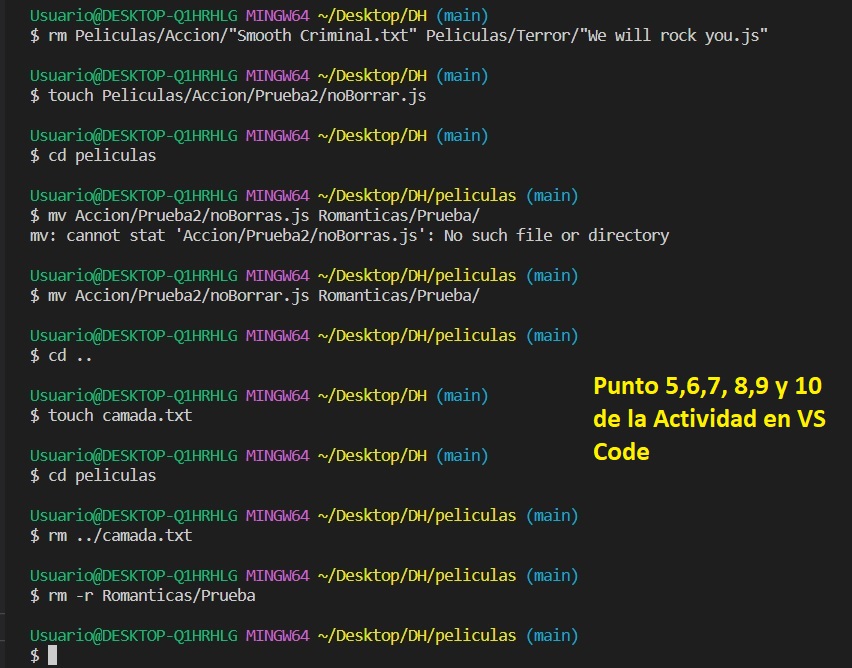 Usuario@DESKTOP-Q1HRHLG MINGW64 ~/Desktop/DH (main)
$ rm Peliculas/Accion/"Smooth Criminal.txt" Peliculas/Terror/"We will rock you.js"
Usuario@DESKTOP-Q1HRHLG MINGW64 ~/Desktop/DH (main)
$ touch Peliculas/Accion/Prueba2/noBorrar.js
Usuario@DESKTOP-Q1HRHLG MINGW64 ~/Desktop/DH (main)
$ cd peliculas
Usuario@DESKTOP-Q1HRHLG MINGW64 ~/Desktop/DH/peliculas (main)
$ mv Accion/Prueba2/noBorras.js Romanticas/Prueba/
mv: cannot stat 'Accion/Prueba2/noBorras.js': No such file or directory
Usuario@DESKTOP-Q1HRHLG MINGW64 ~/Desktop/DH/peliculas (main)
$ mv Accion/Prueba2/noBorrar.js Romanticas/Prueba/
Usuario@DESKTOP-Q1HRHLG MINGW64 ~/Desktop/DH/peliculas (main)
$ cd ..
Usuario@DESKTOP-Q1HRHLG MINGW64 ~/Desktop/DH (main)
$ touch camada.txt
Usuario@DESKTOP-Q1HRHLG MINGW64 ~/Desktop/DH (main)
$ cd peliculas
Usuario@DESKTOP-Q1HRHLG MINGW64 ~/Desktop/DH/peliculas (main)
$ rm ../camada.txt
Usuario@DESKTOP-Q1HRHLG MINGW64 ~/Desktop/DH/peliculas (main)
$ rm -r Romanticas/Prueba
Usuario@DESKTOP-Q1HRHLG MINGW64 ~/Desktop/DH/peliculas (main)
$
Punto 5,6,7, 8,9 y 10
de la Actividad en VS
Code